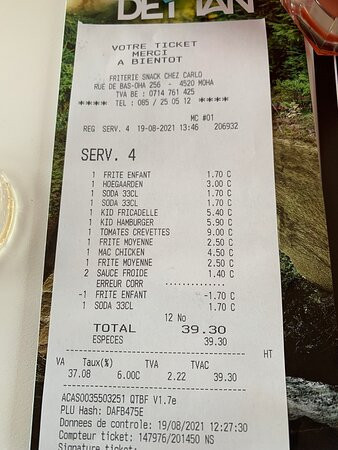 VOTRE TICKET
MERCI
A BIENTOT
FRITERIE SNACK CHEZ CARLO
RUE DE BAS-OHA 256 - 4520 MOHA
TVA BE : 0714 761 425
**** TEL : 085 / 25 05 12 ****
MC #01
REG SERV. 4 19-08-2021 13:46 206932
SERV. 4
1 FRITE ENFANT 1.70 C
1 HOEGAARDEN 3.00 C
1 SODA 33CL 1.70 C
1 SODA 33CL 1.70 C
1 KID FRICADELLE 5.40 C
1 KID HAMBURGER 5.90 C
1 TOMATES CREVETTES 9.00 C
1 FRITE MOYENNE 2.50 C
1 MAC CHICKEN 4.50 C
1 FRITE MOYENNE 2.50 C
2 SAUCE FROIDE 1.40 C
ERREUR CORR ..............
-1 FRITE ENFANT -1.70 C
1 SODA 33CL 1.70 C
12 No
TOTAL 39.30
ESPECES 39.30
VA Taux(%) TVA TVAC HT
37.08 6.00C 2.22 39.30
ACAS0035503251 QTBF V1.7e
PLU Hash: DAFB475E
Donnees de controle: 19/08/2021 12:27:30
Compteur ticket: 147976/201450 NS
Signature ticket: